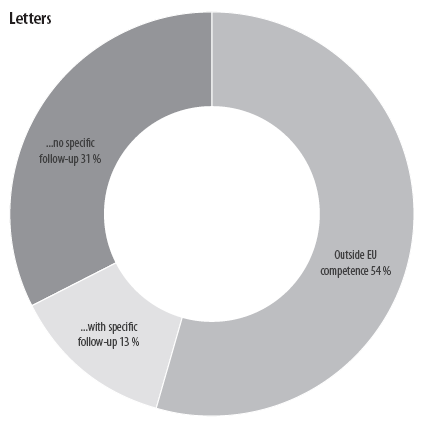 Letters
...no specific
follow-up 31 %
Outside EU
competence 54 %
...with specific
follow-up 13 %